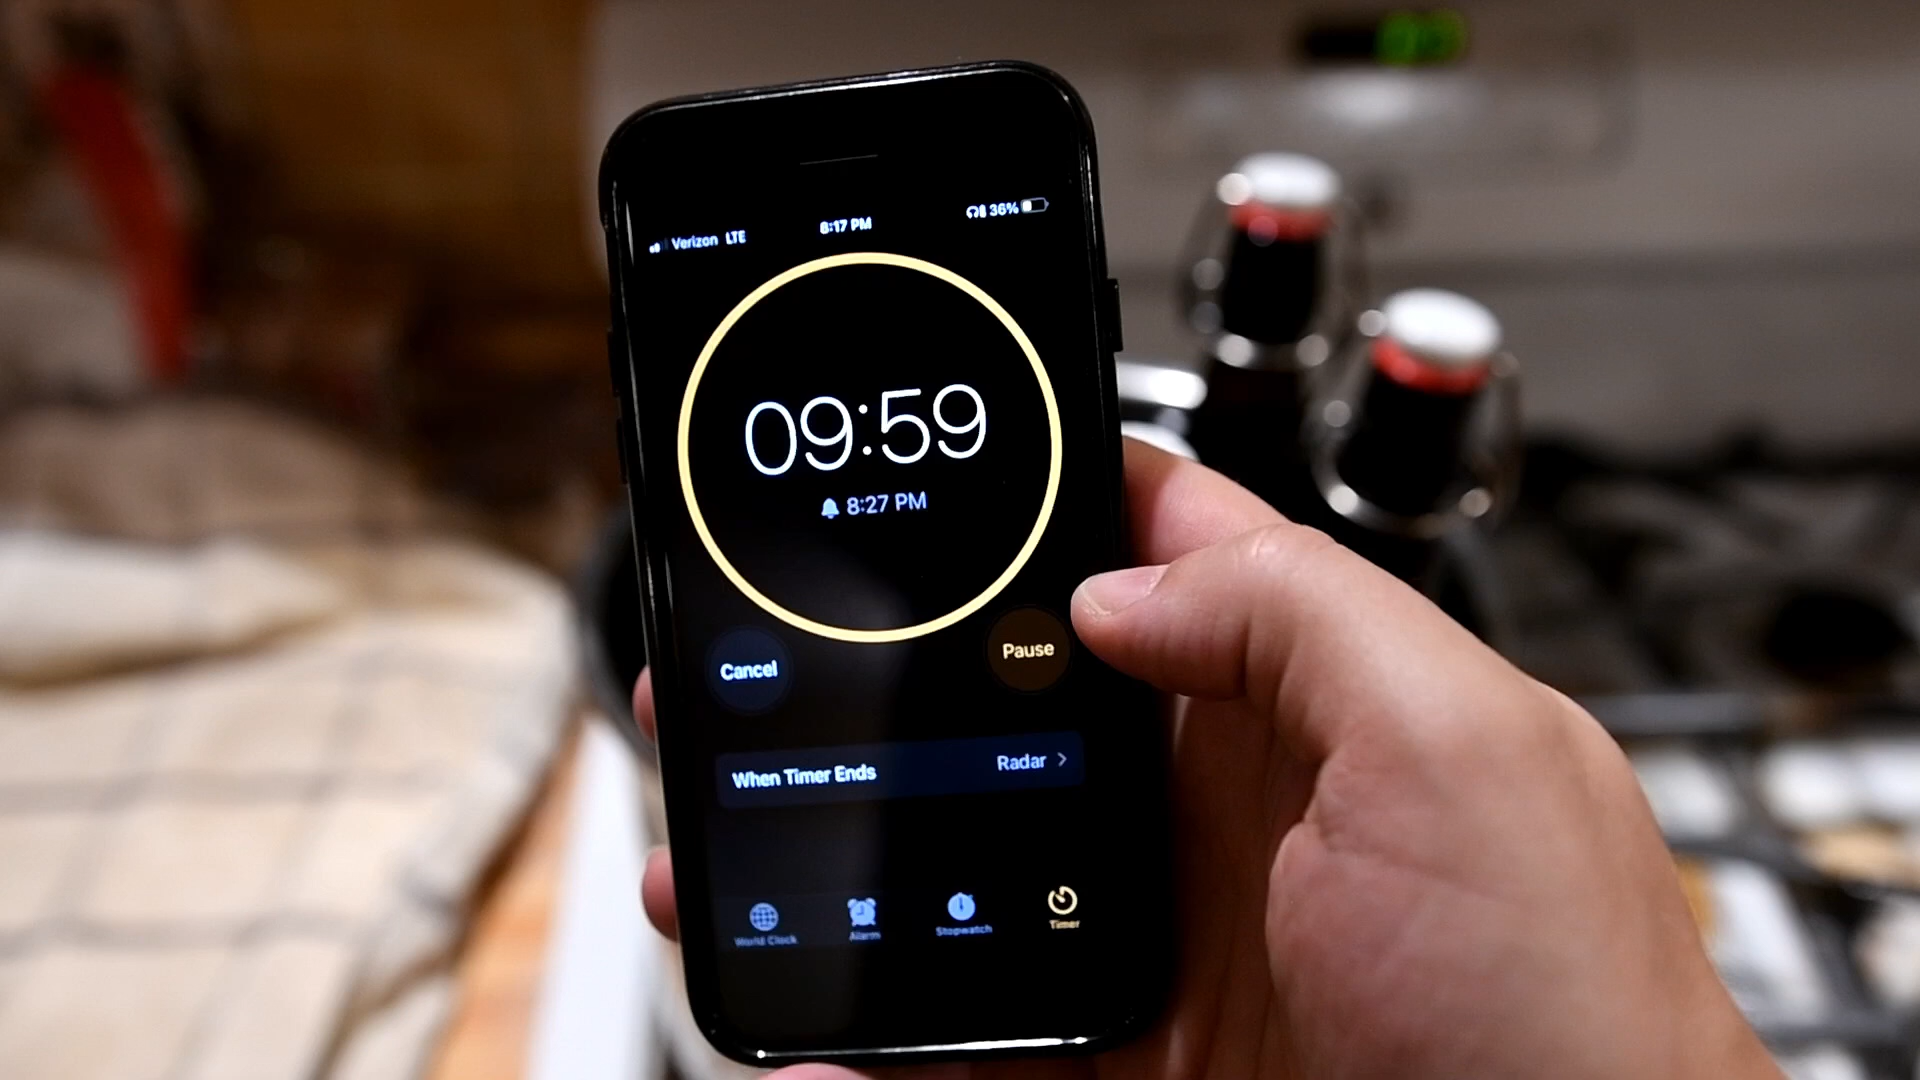 Verizon LTE 8:17 PM 36%
09:59
8:27 PM
Cancel Pause
When Timer Ends Radar
World Clock Alarm Stopwatch Timer